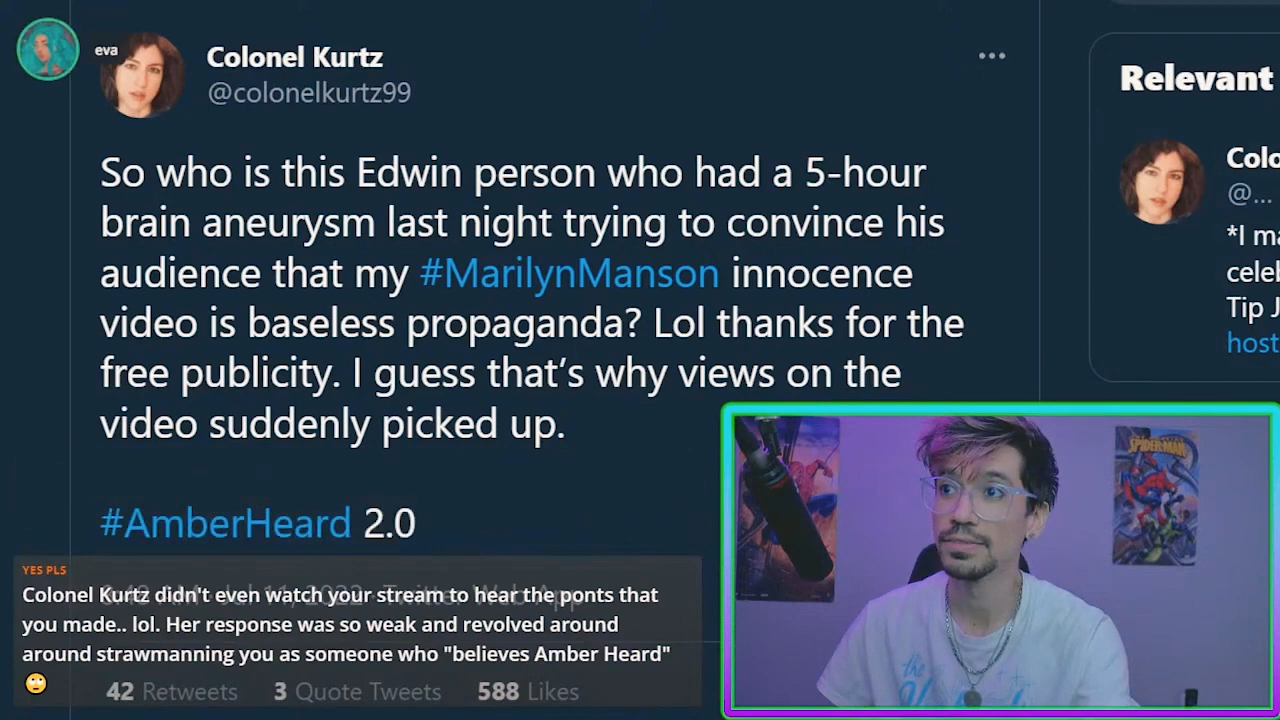 eva
Colonel Kurtz
@colonelkurtz99
So who is this Edwin person who had a 5-hour
brain aneurysm last night trying to convince his
audience that my #MarilynManson innocence
video is baseless propaganda? Lol thanks for the
free publicity. I guess that's why views on the
video suddenly picked up.
#AmberHeard 2.0
YES PLS
Colonel Kurtz didn't even watch your stream to hear the ponts that
you made.. lol. Her response was so weak and revolved around
around strawmanning you as someone who "believes Amber Heard"
🙄
42 Retweets 3 Quote Tweets 588 Likes
Relevant
Colo
@...
*I ma
celeb
Tip J
host
SPIDER-MAN
the